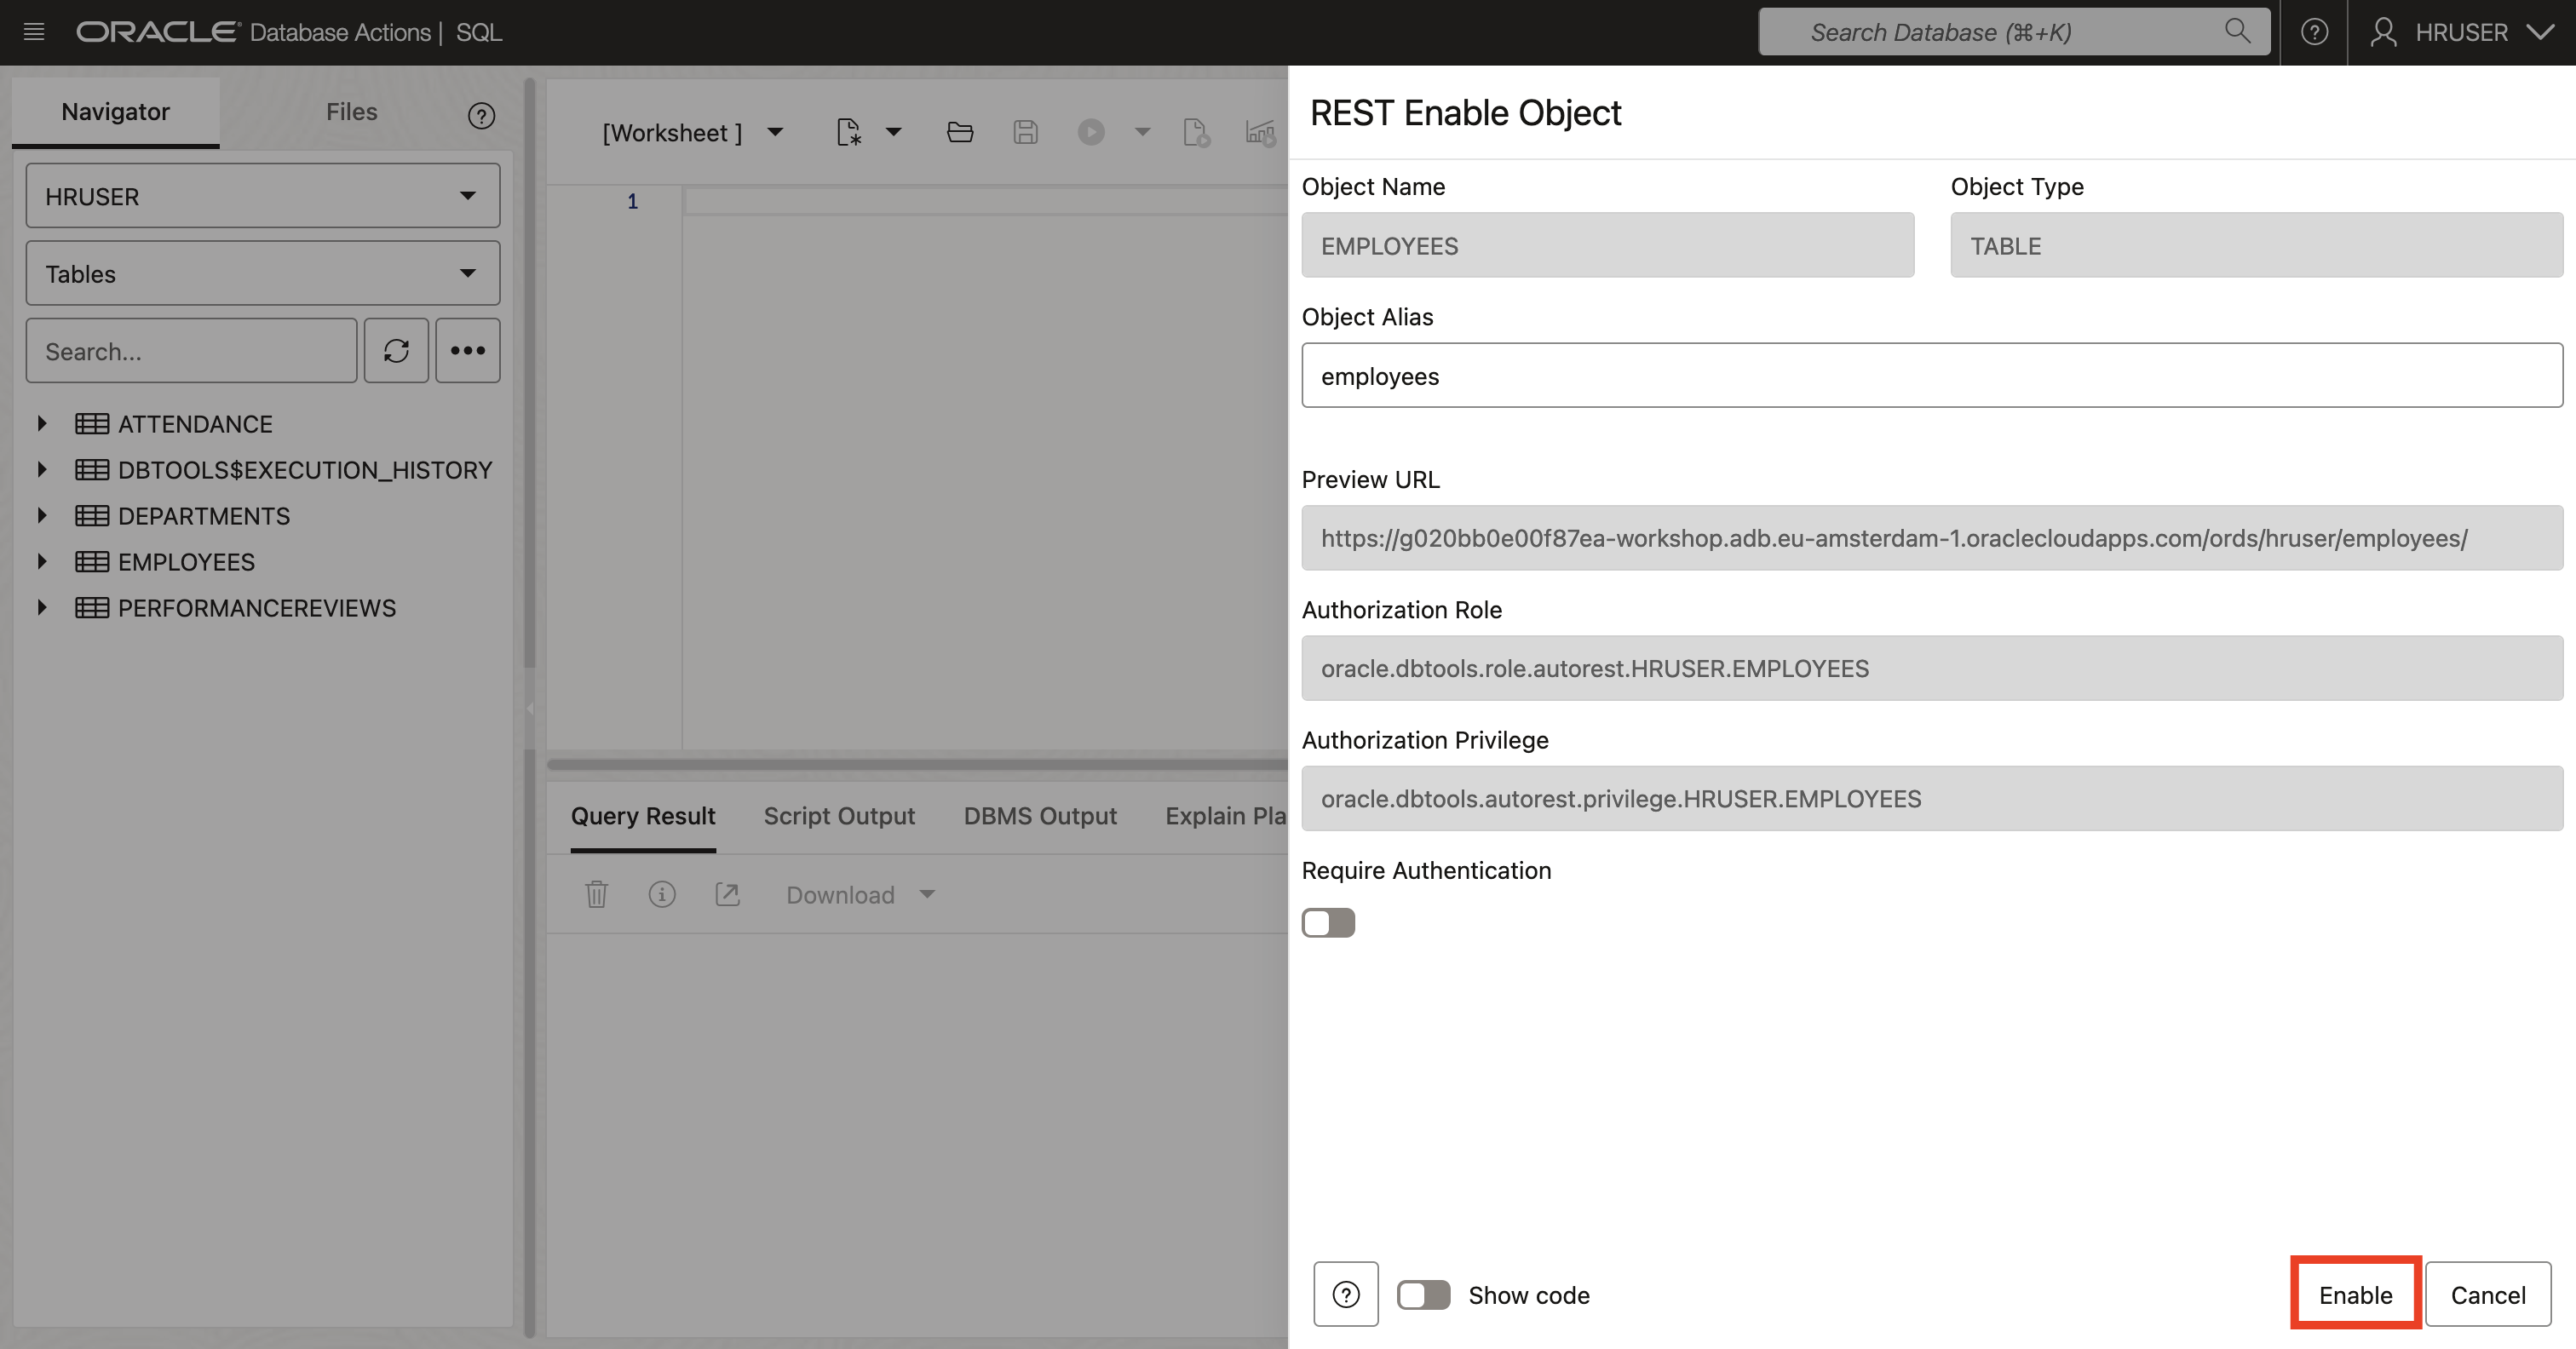 ORACLE Database Actions | SQL
Search Database (⌘+K)
HRUSER
Navigator
Files
HRUSER
Tables
Search...
ATTENDANCE
DBTOOLS$EXECUTION_HISTORY
DEPARTMENTS
EMPLOYEES
PERFORMANCEREVIEWS
[Worksheet ]
1
Query Result
Script Output
DBMS Output
Explain Pla
Download
REST Enable Object
Object Name
Object Type
EMPLOYEES
TABLE
Object Alias
employees
Preview URL
https://g020bb0e00f87ea-workshop.adb.eu-amsterdam-1.oraclecloudapps.com/ords/hruser/employees/
Authorization Role
oracle.dbtools.role.autorest.HRUSER.EMPLOYEES
Authorization Privilege
oracle.dbtools.autorest.privilege.HRUSER.EMPLOYEES
Require Authentication
Show code
Enable
Cancel